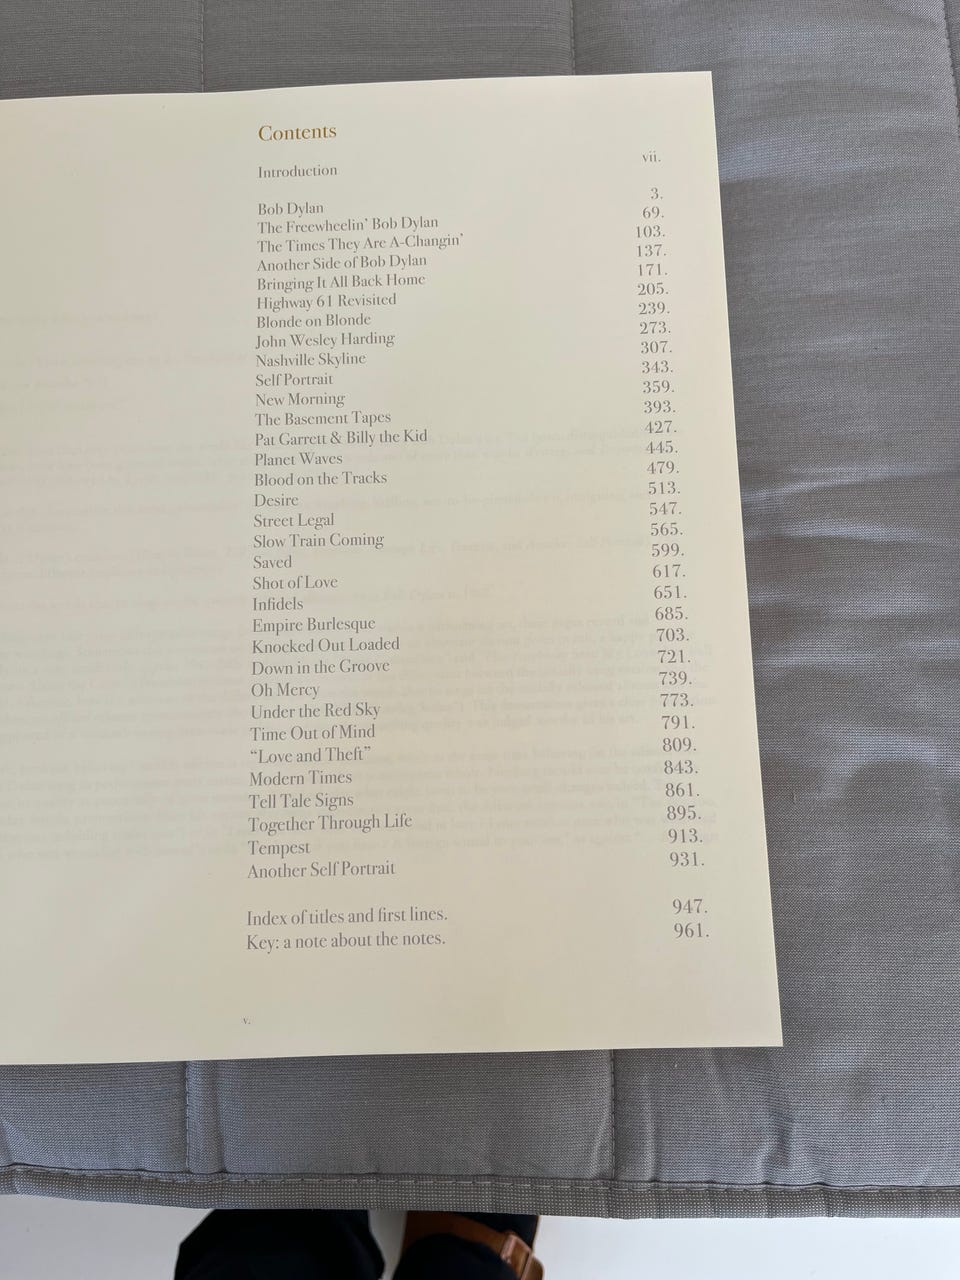 Contents
Introduction vii.
Bob Dylan 3.
The Freewheelin’ Bob Dylan 69.
The Times They Are A-Changin’ 103.
Another Side of Bob Dylan 137.
Bringing It All Back Home 171.
Highway 61 Revisited 205.
Blonde on Blonde 239.
John Wesley Harding 273.
Nashville Skyline 307.
Self Portrait 343.
New Morning 359.
The Basement Tapes 393.
Pat Garrett & Billy the Kid 427.
Planet Waves 445.
Blood on the Tracks 479.
Desire 513.
Street Legal 547.
Slow Train Coming 565.
Saved 599.
Shot of Love 617.
Infidels 651.
Empire Burlesque 685.
Knocked Out Loaded 703.
Down in the Groove 721.
Oh Mercy 739.
Under the Red Sky 773.
Time Out of Mind 791.
“Love and Theft” 809.
Modern Times 843.
Tell Tale Signs 861.
Together Through Life 895.
Tempest 913.
Another Self Portrait 931.
Index of titles and first lines. 947.
Key: a note about the notes. 961.
v.